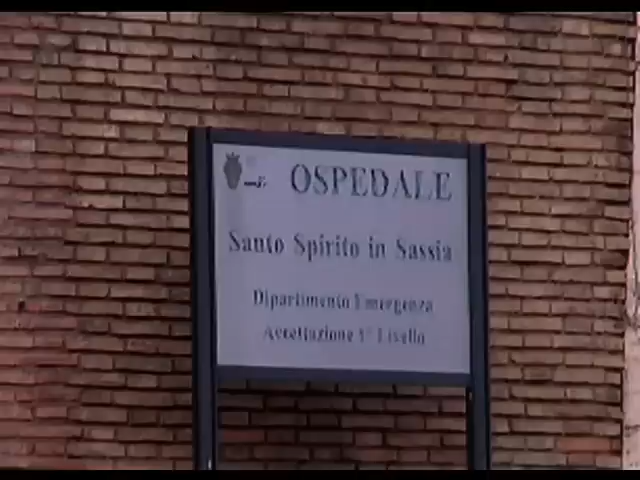 OSPEDALE
Santo Spirito in Sassia
Dipartimento Emergenza
Accettazione 1° Livello